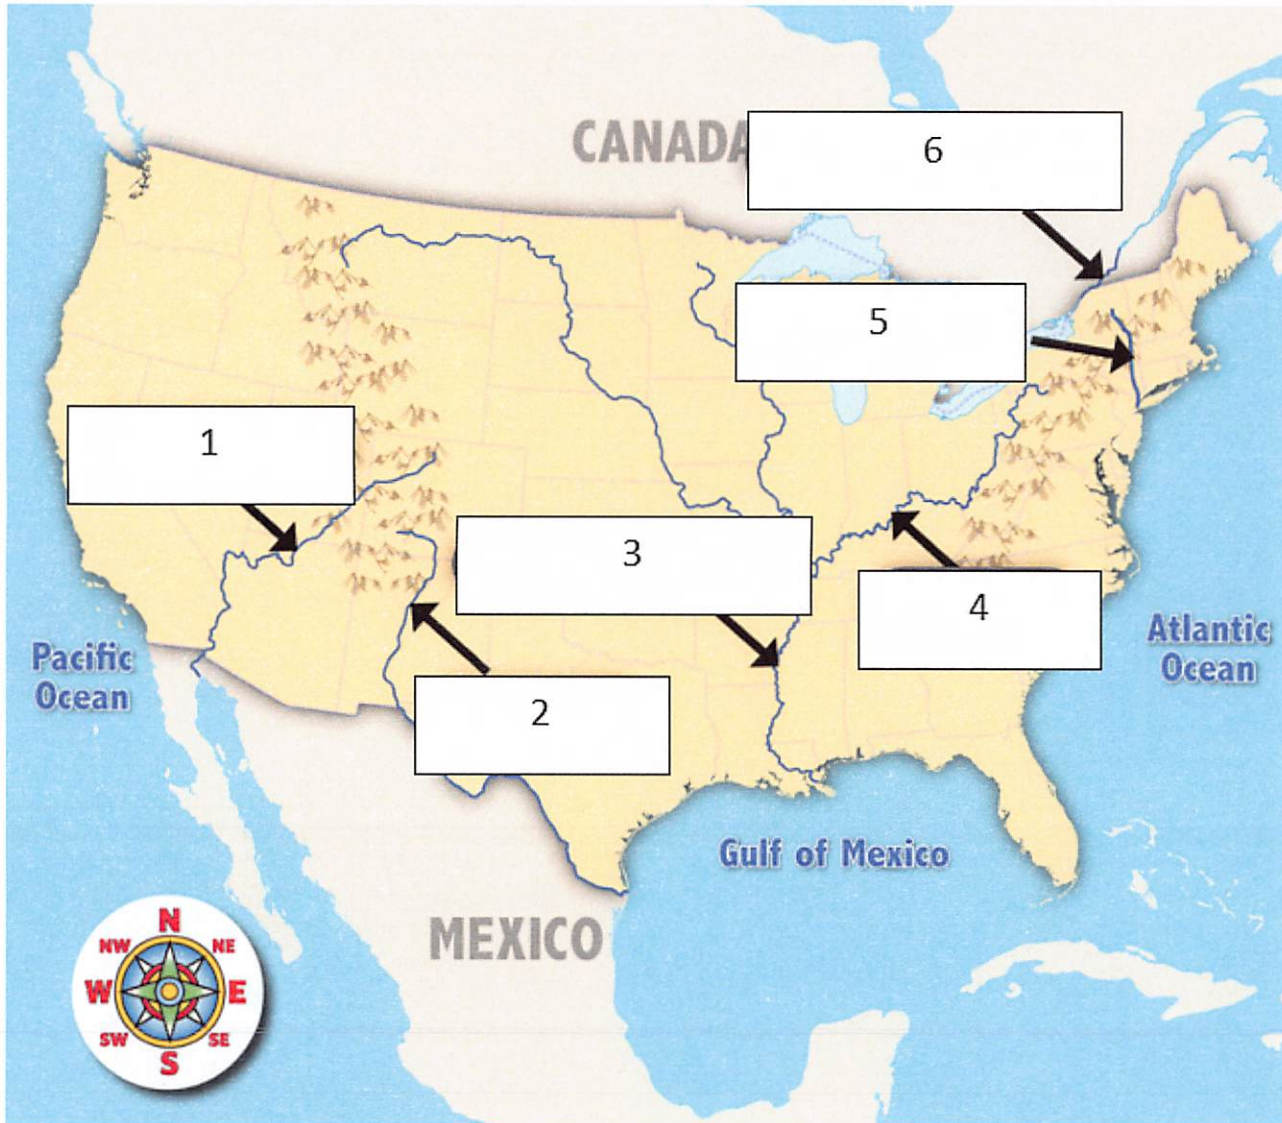 CANADA
6
5
1
3
4
2
Pacific
Ocean
Atlantic
Ocean
Gulf of Mexico
MEXICO
N
NW NE
W E
SW SE
S